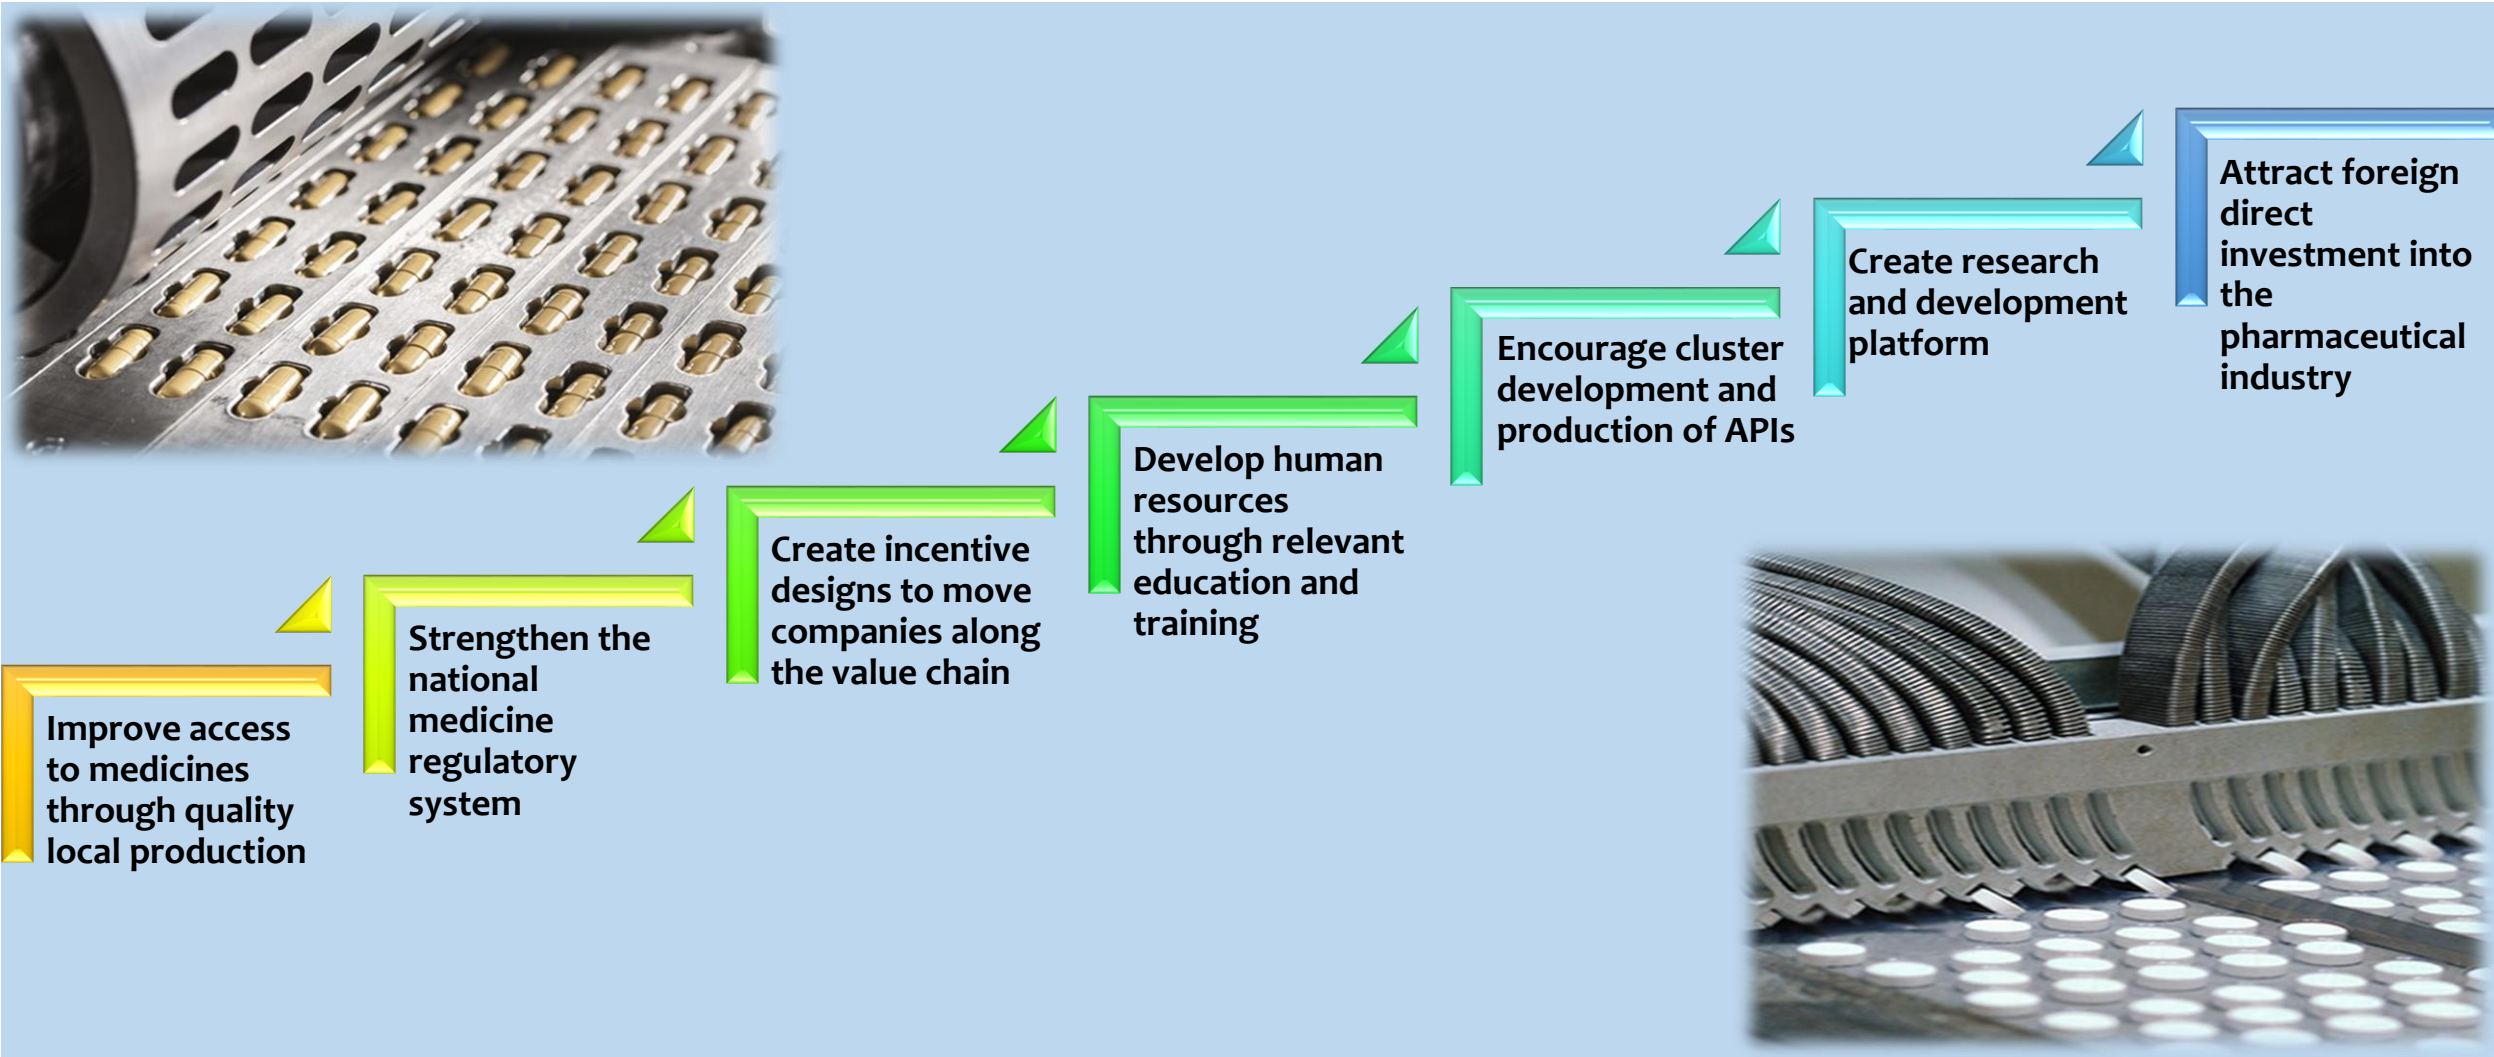 Improve access
to medicines
through quality
local production
Strengthen the
national
medicine
regulatory
system
Create incentive
designs to move
companies along
the value chain
Develop human
resources
through relevant
education and
training
Encourage cluster
development and
production of APIs
Create research
and development
platform
Attract foreign
direct
investment into
the
pharmaceutical
industry